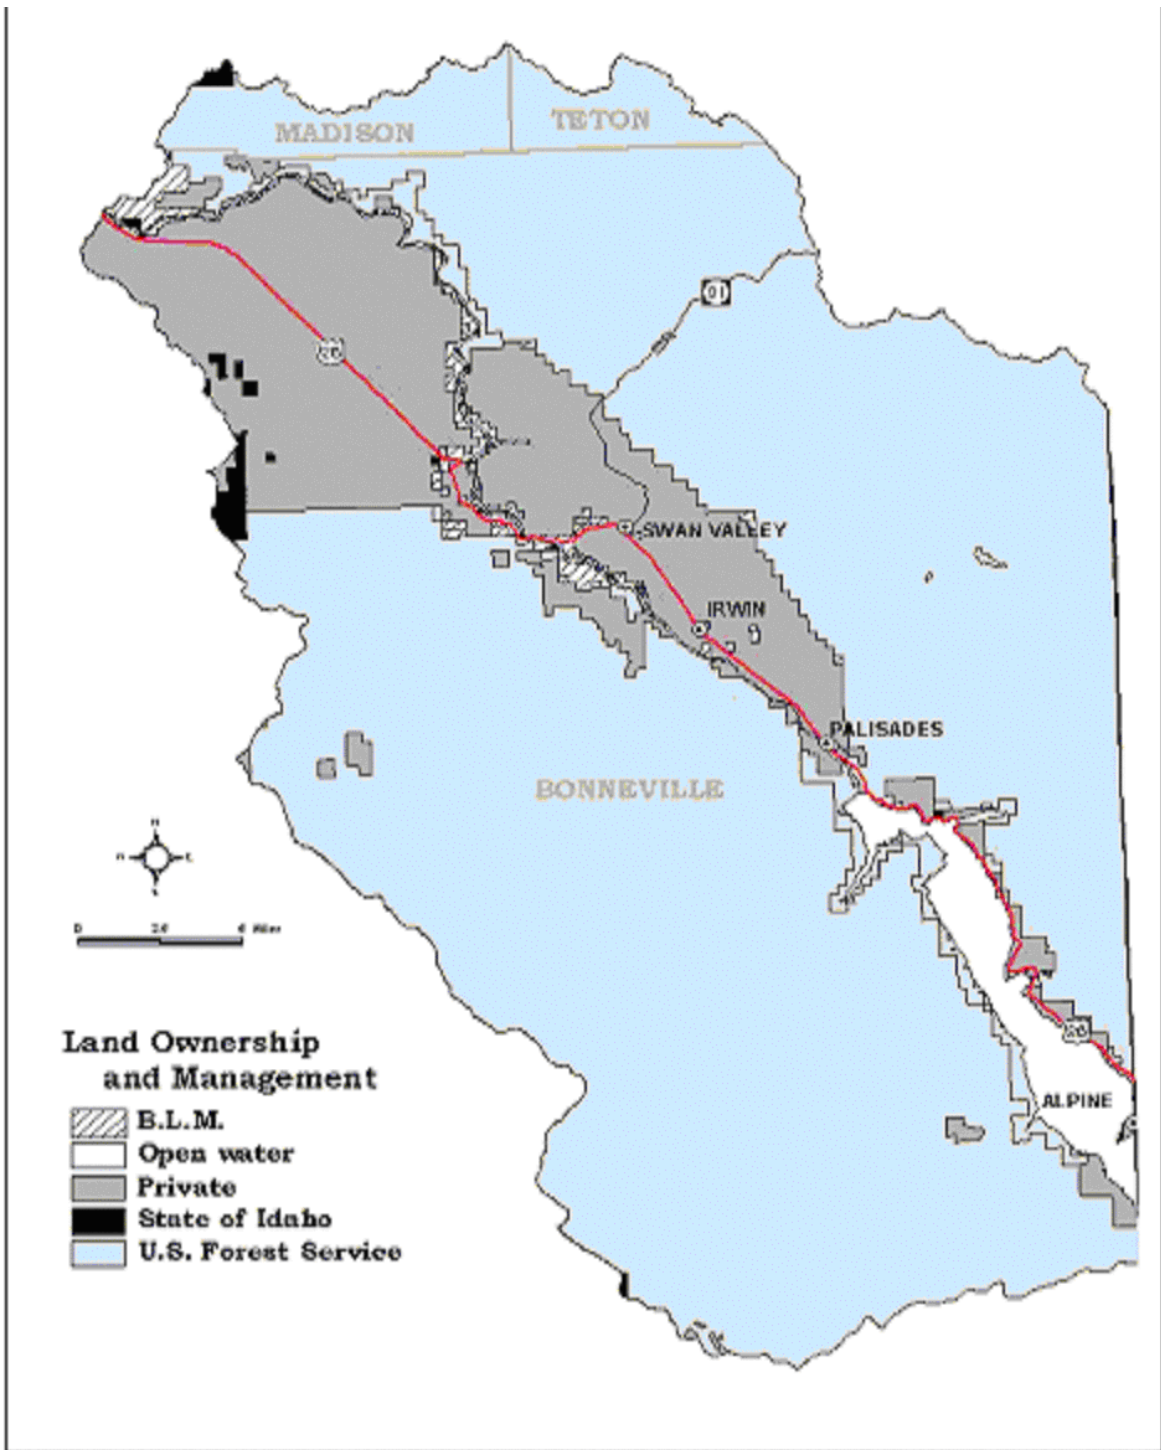 MADISON
TETON
SWAN VALLEY
IRWIN
PALISADES
BONNEVILLE
0
Land Ownership
and Management
ALPINE
B.L.M.
Open water
Private
State of Idaho
U.S. Forest Service